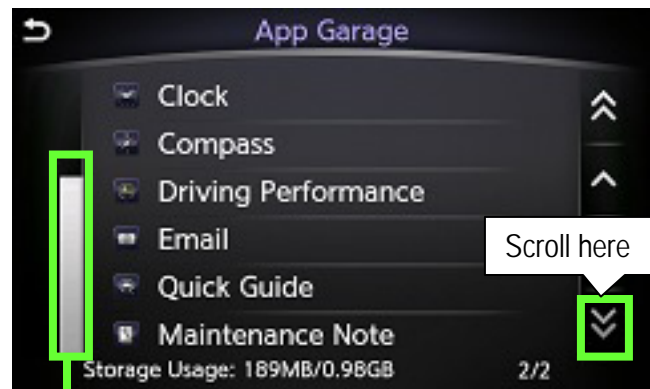 App Garage
Clock
Compass
Driving Performance
Email
Scroll here
Quick Guide
Maintenance Note
Storage Usage: 189MB/0.98GB 2/2